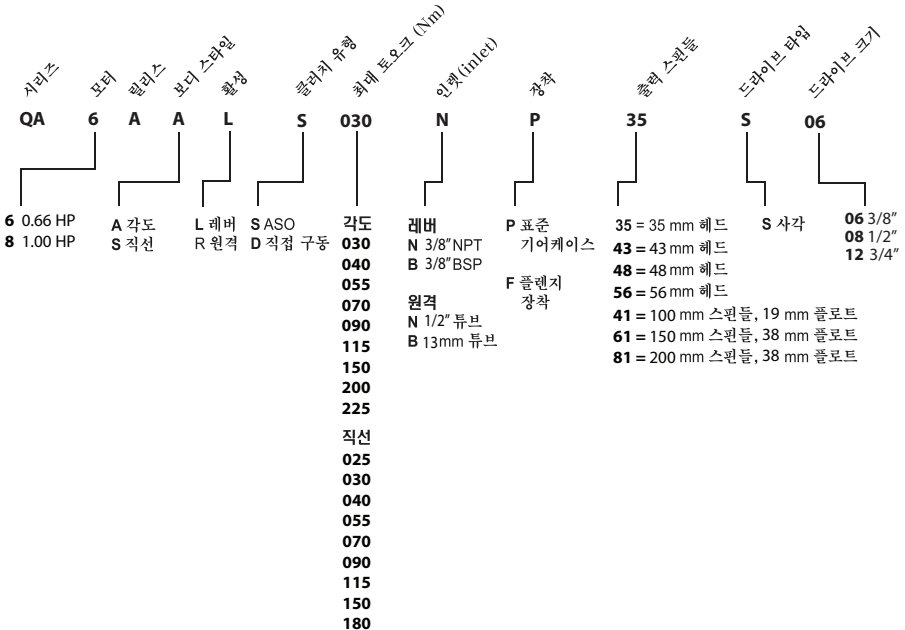 시리즈
모터
릴리스
보디 스타일
활성
클러치 유형
최대 토오크 (Nm)
인렛(inlet)
장착
출력 스핀들
드라이브 타입
드라이브 크기
QA 6 A A L S 030 N P 35 S 06
6 0.66 HP
8 1.00 HP
A 각도
S 직선
L 레버
R 원격
S ASO
D 직접 구동
각도
030
040
055
070
090
115
150
200
225
직선
025
030
040
055
070
090
115
150
180
레버
N 3/8"NPT
B 3/8"BSP
원격
N 1/2" 튜브
B 13mm 튜브
P 표준
기어케이스
F 플렌지
장착
35 = 35 mm 헤드
43 = 43 mm 헤드
48 = 48 mm 헤드
56 = 56 mm 헤드
41 = 100 mm 스핀들, 19 mm 플로트
61 = 150 mm 스핀들, 38 mm 플로트
81 = 200 mm 스핀들, 38 mm 플로트
S 사각
06 3/8"
08 1/2"
12 3/4"